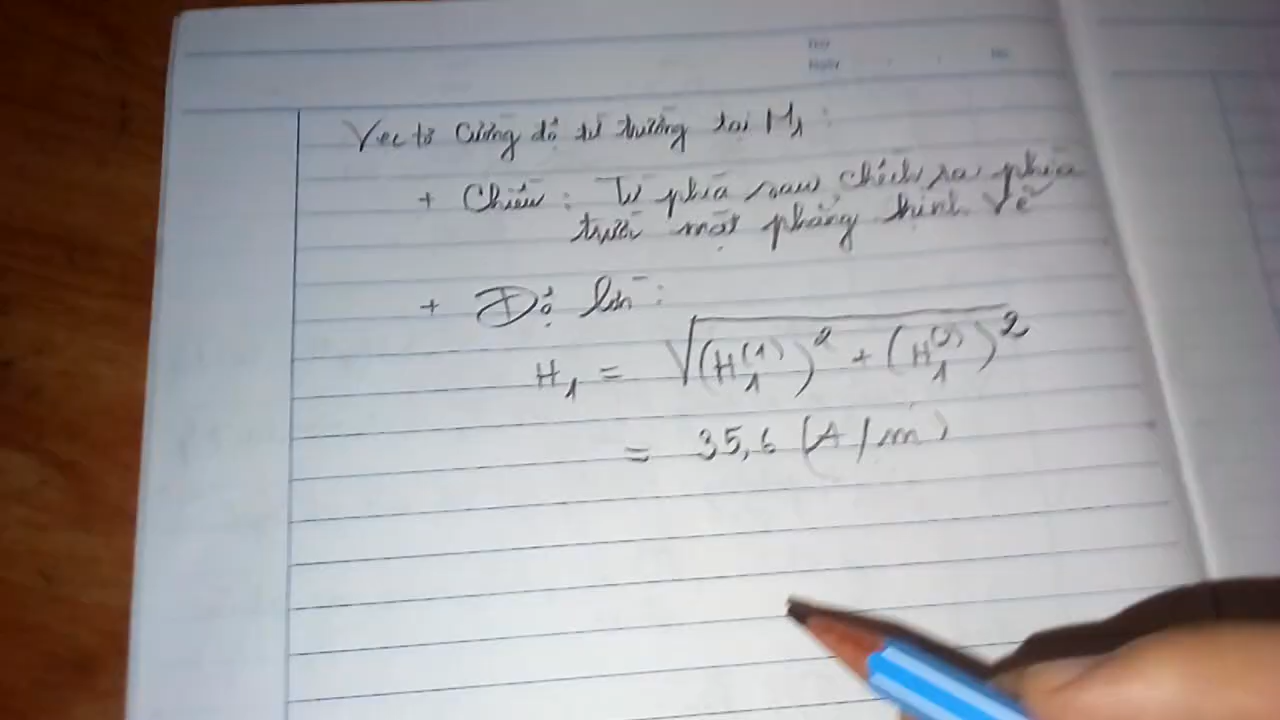 Vec tơ Cường độ từ trường tại M₁ :
+ Chiều : Từ phía sau chếch ra phía
trước mặt phẳng hình vẽ
+ Độ lớn :
H₁ = √(H₁⁽¹⁾)² + (H₁⁽²⁾)²
= 35,6 (A/m)